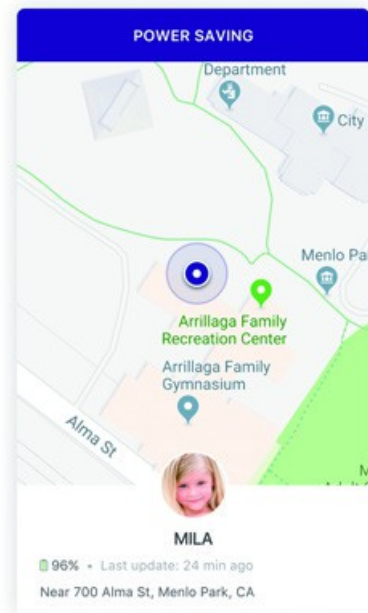 POWER SAVING
Department
City
Menlo Pa
Arrillaga Family
Recreation Center
Arrillaga Family
Gymnasium
Alma St
MILA
96% • Last update: 24 min ago
Near 700 Alma St, Menlo Park, CA